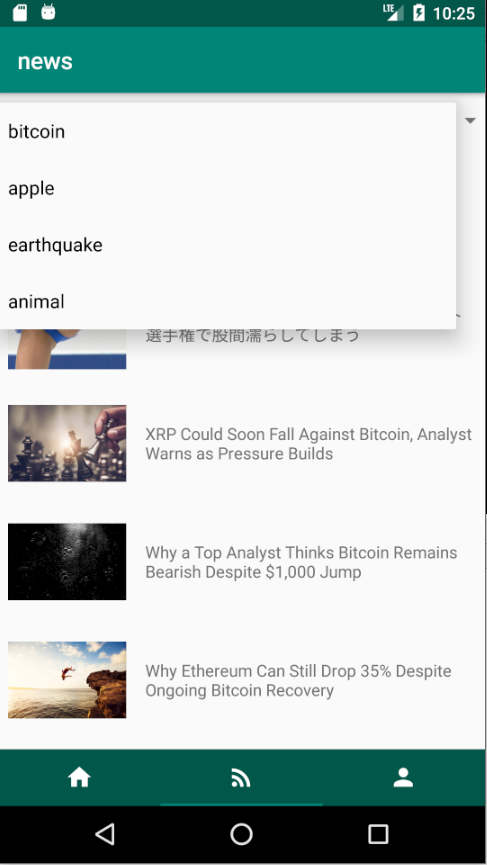 LTE 10:25
news
bitcoin
apple
earthquake
animal
選手権で股間濡らしてしまう
XRP Could Soon Fall Against Bitcoin, Analyst
Warns as Pressure Builds
Why a Top Analyst Thinks Bitcoin Remains
Bearish Despite $1,000 Jump
Why Ethereum Can Still Drop 35% Despite
Ongoing Bitcoin Recovery